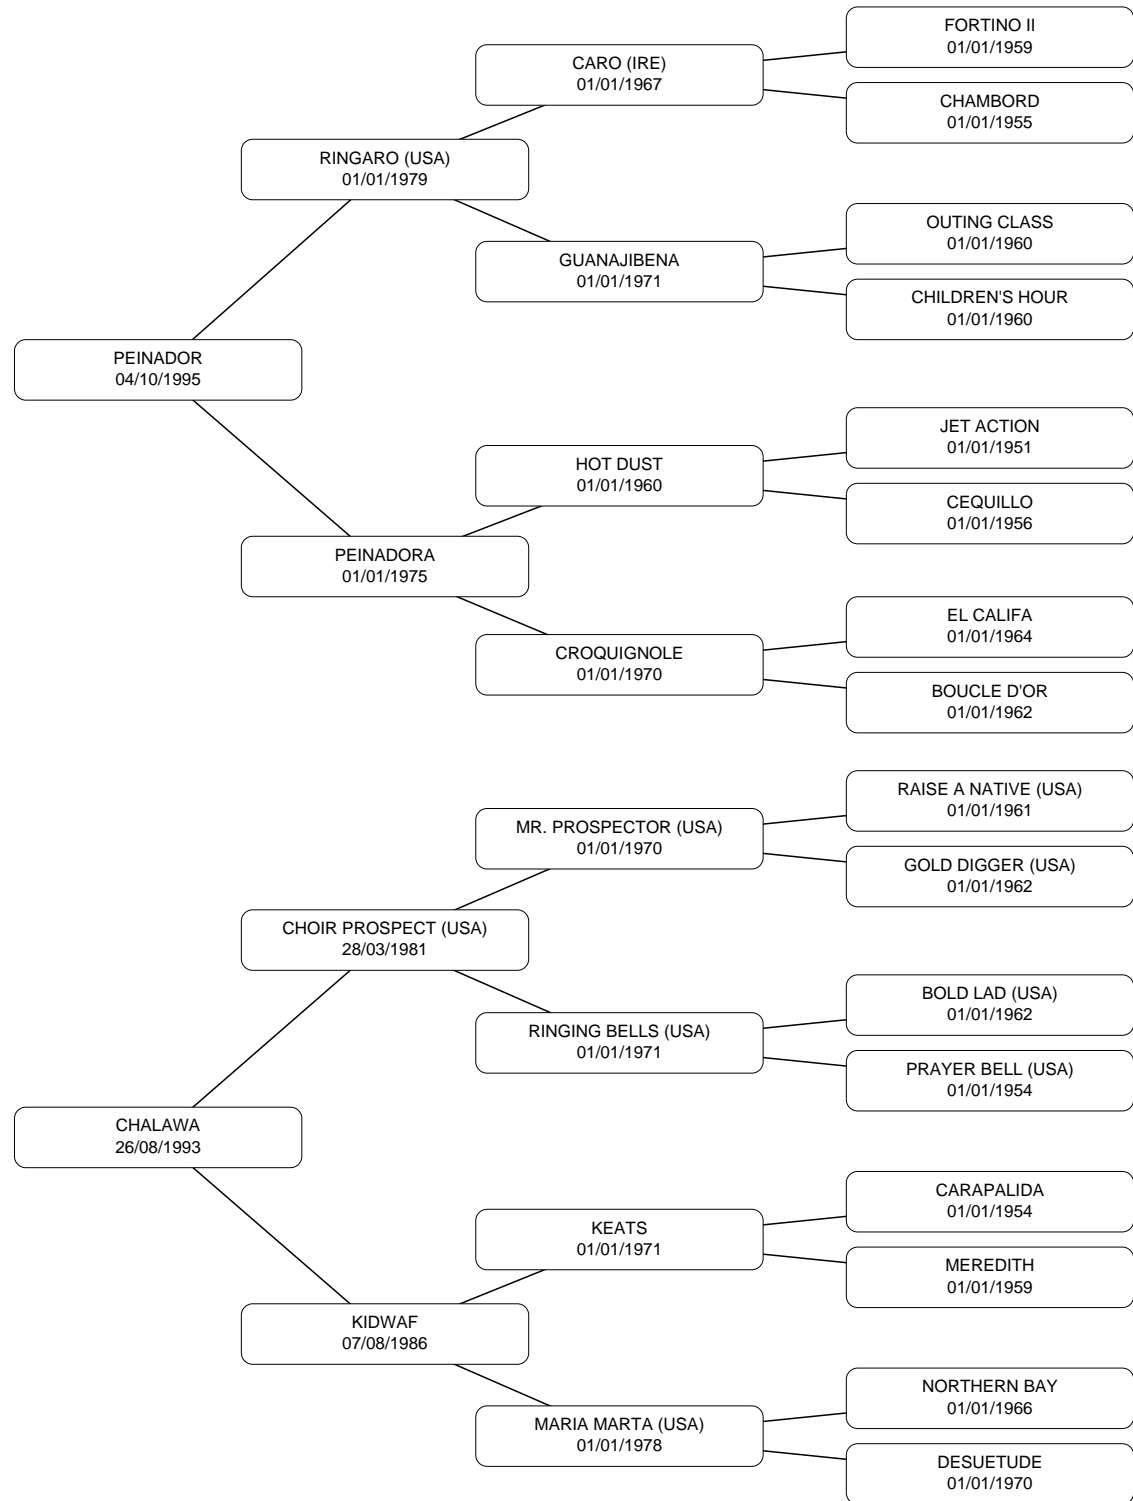 FORTINO II
01/01/1959
CARO (IRE)
01/01/1967
CHAMBORD
01/01/1955
RINGARO (USA)
01/01/1979
OUTING CLASS
01/01/1960
GUANAJIBENA
01/01/1971
CHILDREN'S HOUR
01/01/1960
PEINADOR
04/10/1995
JET ACTION
01/01/1951
HOT DUST
01/01/1960
CEQUILLO
01/01/1956
PEINADORA
01/01/1975
EL CALIFA
01/01/1964
CROQUIGNOLE
01/01/1970
BOUCLE D'OR
01/01/1962
RAISE A NATIVE (USA)
01/01/1961
MR. PROSPECTOR (USA)
01/01/1970
GOLD DIGGER (USA)
01/01/1962
CHOIR PROSPECT (USA)
28/03/1981
BOLD LAD (USA)
01/01/1962
RINGING BELLS (USA)
01/01/1971
PRAYER BELL (USA)
01/01/1954
CHALAWA
26/08/1993
CARAPALIDA
01/01/1954
KEATS
01/01/1971
MEREDITH
01/01/1959
KIDWAF
07/08/1986
NORTHERN BAY
01/01/1966
MARIA MARTA (USA)
01/01/1978
DESUETUDE
01/01/1970